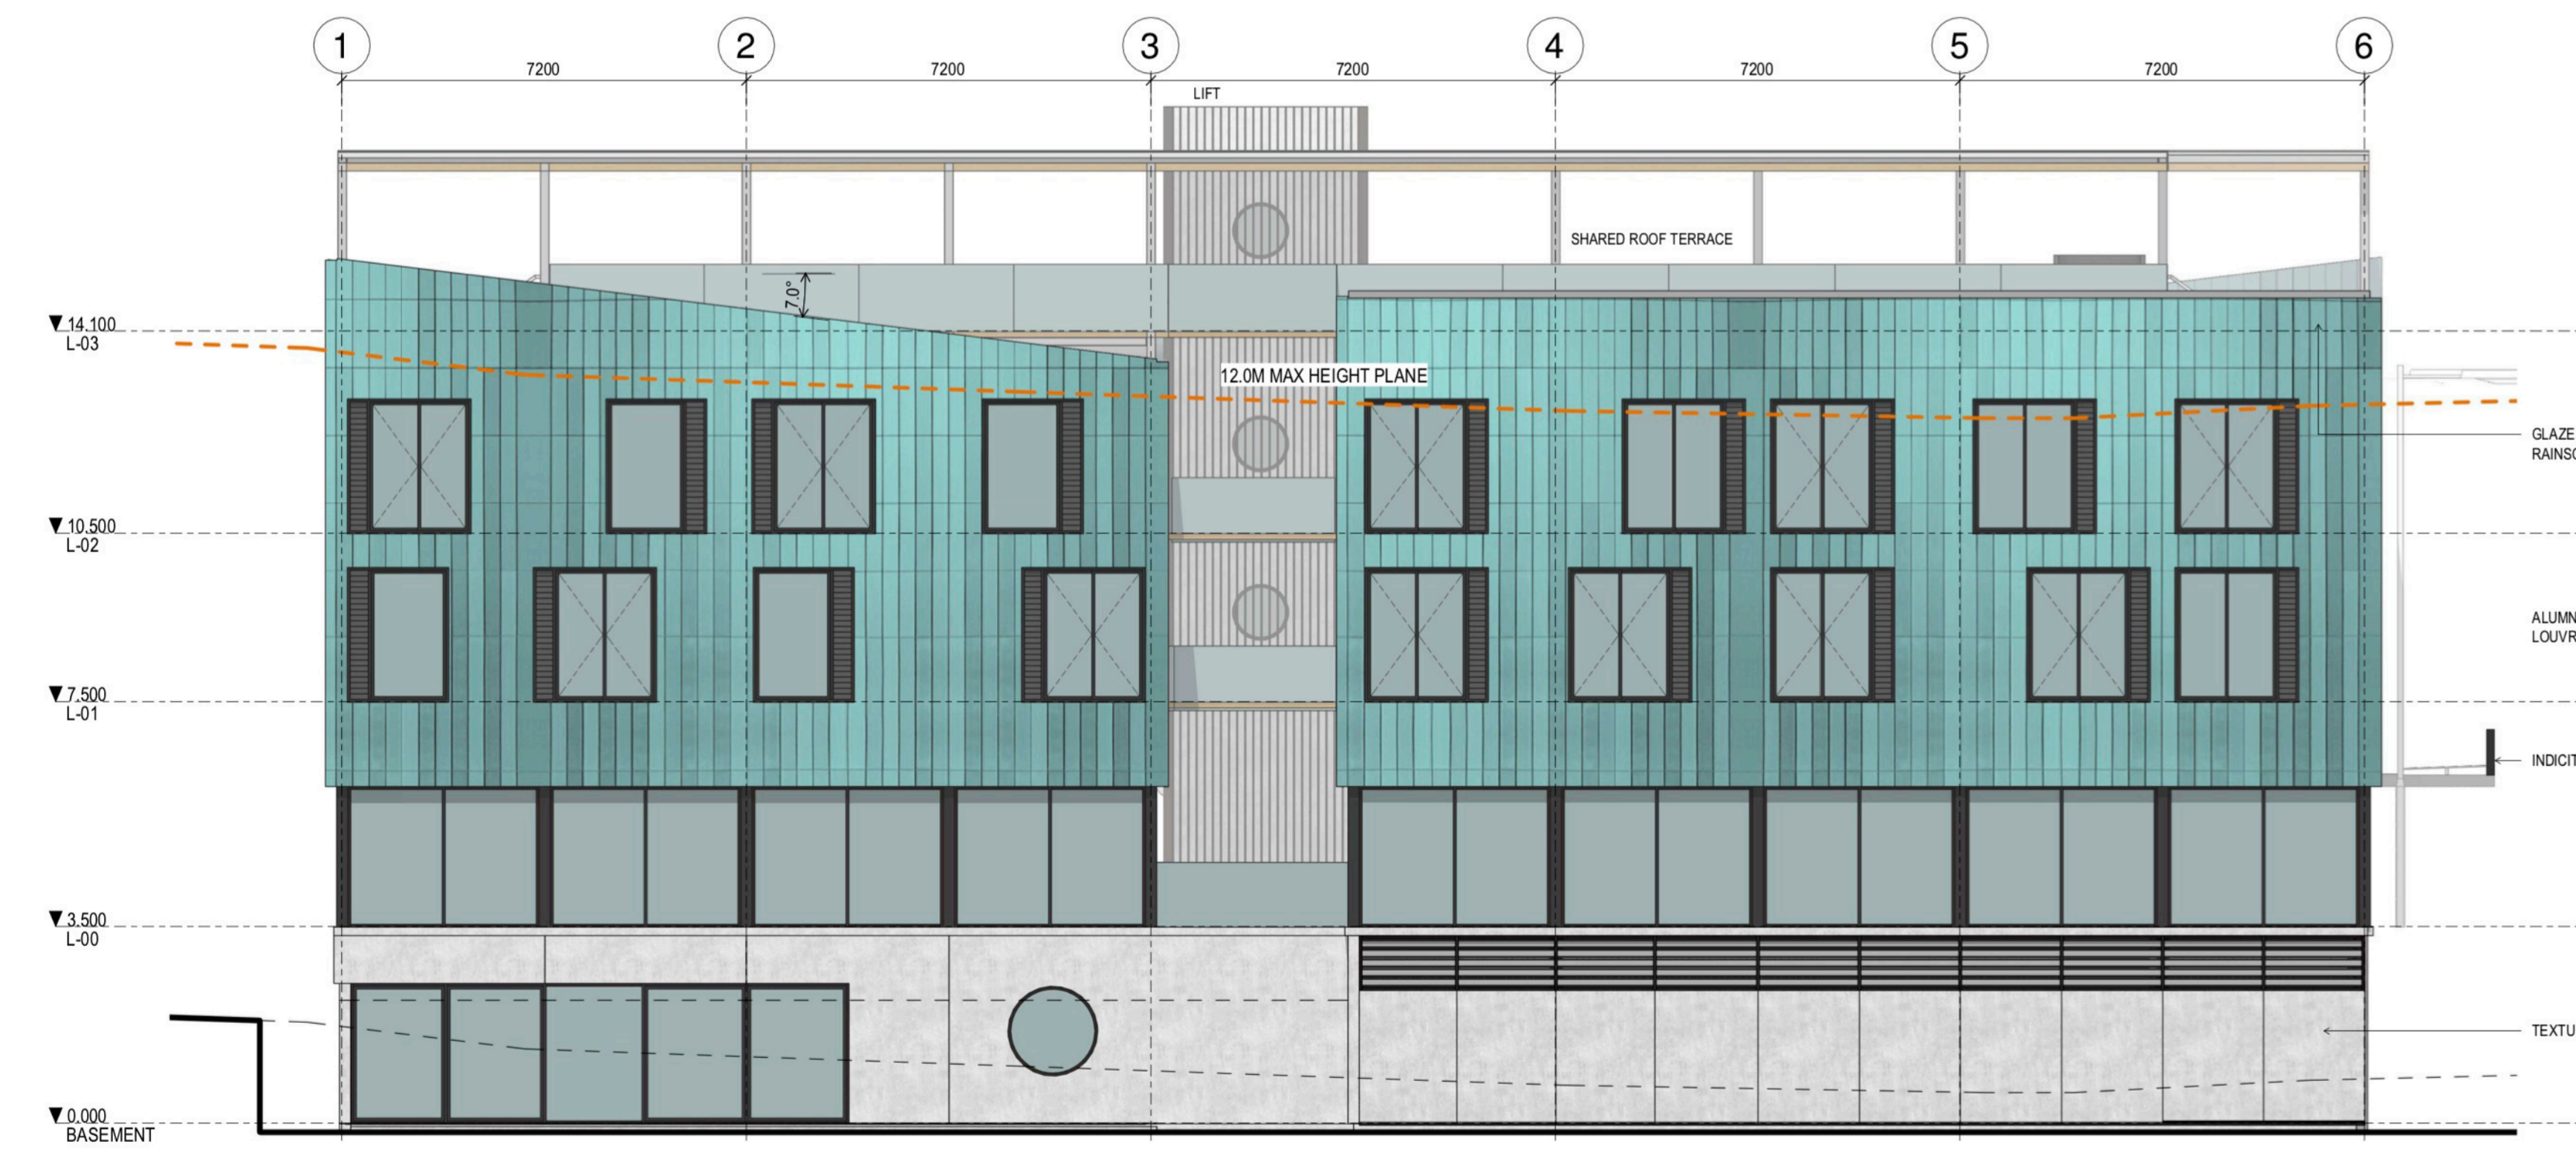 1
2
3
4
5
6
7200
7200
7200
7200
7200
LIFT
SHARED ROOF TERRACE
7.0°
14.100
L-03
12.0M MAX HEIGHT PLANE
GLAZE
RAINSC
10.500
L-02
ALUMN
LOUVR
7.500
L-01
INDICIT
3.500
L-00
TEXTU
0.000
BASEMENT